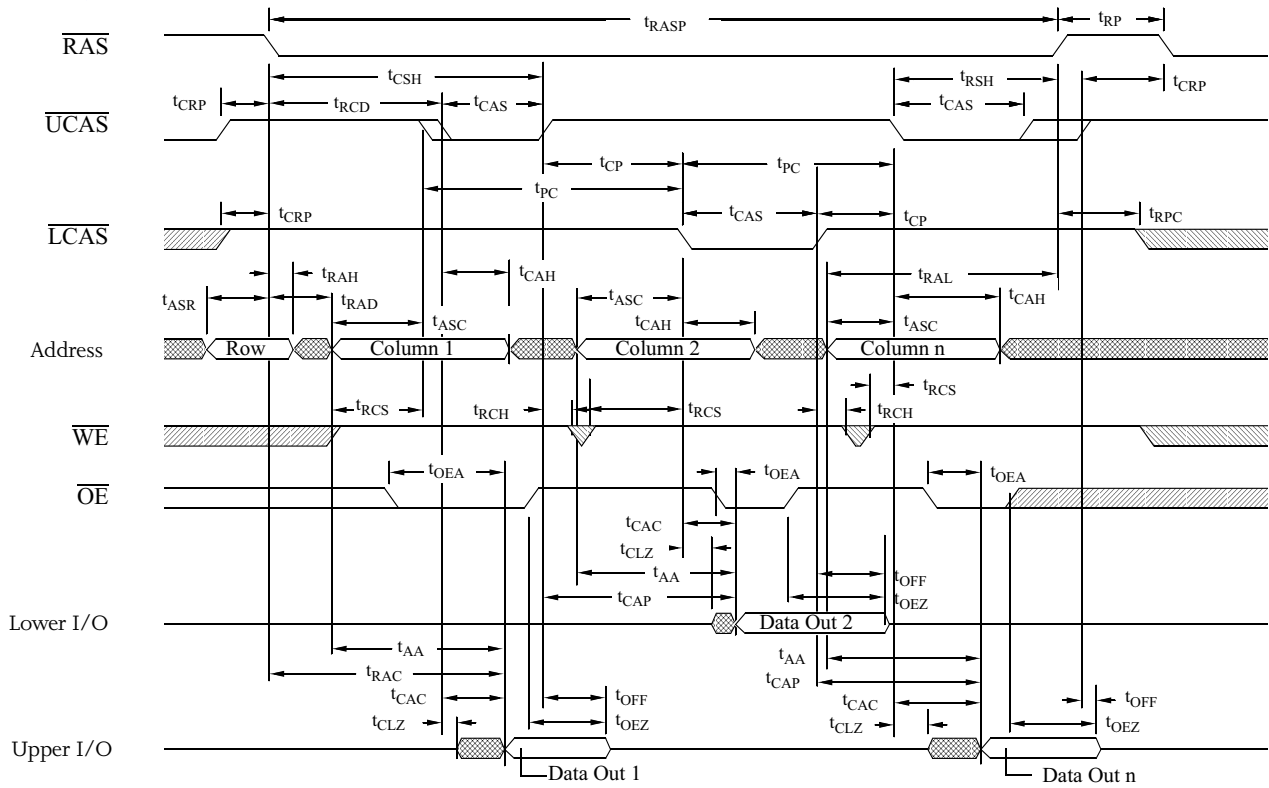 tRASP tRP
RAS
tCSH tRSH tCRP
tCRP tRCD tCAS tCAS
UCAS
tCP tPC
tPC
tCRP tCAS tCP tRPC
LCAS
tRAH tCAH tRAL
tASR tRAD tASC tCAH
tASC tCAH tASC
Address Row Column 1 Column 2 Column n
tRCS
tRCS tRCH tRCS tRCH
WE
tOEA tOEA tOEA
OE
tCAC
tCLZ
tAA tOFF
tCAP tOEZ
Lower I/O Data Out 2
tAA tAA
tRAC tCAP
tCAC tOFF tCAC tOFF
tCLZ tOEZ tCLZ tOEZ
Upper I/O
Data Out 1 Data Out n